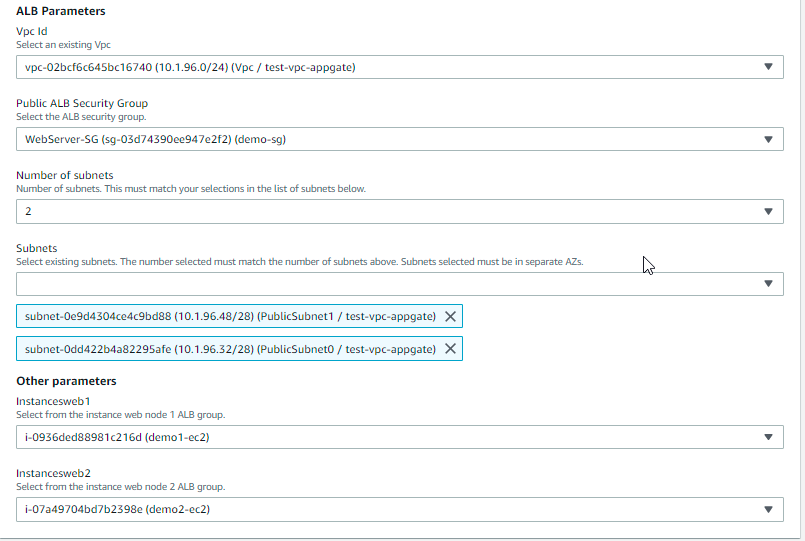 ALB Parameters
Vpc Id
Select an existing Vpc
vpc-02bcf6c645bc16740 (10.1.96.0/24) (Vpc / test-vpc-appgate)
Public ALB Security Group
Select the ALB security group.
WebServer-SG (sg-03d74390ee947e2f2) (demo-sg)
Number of subnets
Number of subnets. This must match your selections in the list of subnets below.
2
Subnets
Select existing subnets. The number selected must match the number of subnets above. Subnets selected must be in separate AZs.
subnet-0e9d4304ce4c9bd88 (10.1.96.48/28) (PublicSubnet1 / test-vpc-appgate)
subnet-0dd422b4a82295afe (10.1.96.32/28) (PublicSubnet0 / test-vpc-appgate)
Other parameters
Instancesweb1
Select from the instance web node 1 ALB group.
i-0936ded88981c216d (demo1-ec2)
Instancesweb2
Select from the instance web node 2 ALB group.
i-07a49704bd7b2398e (demo2-ec2)